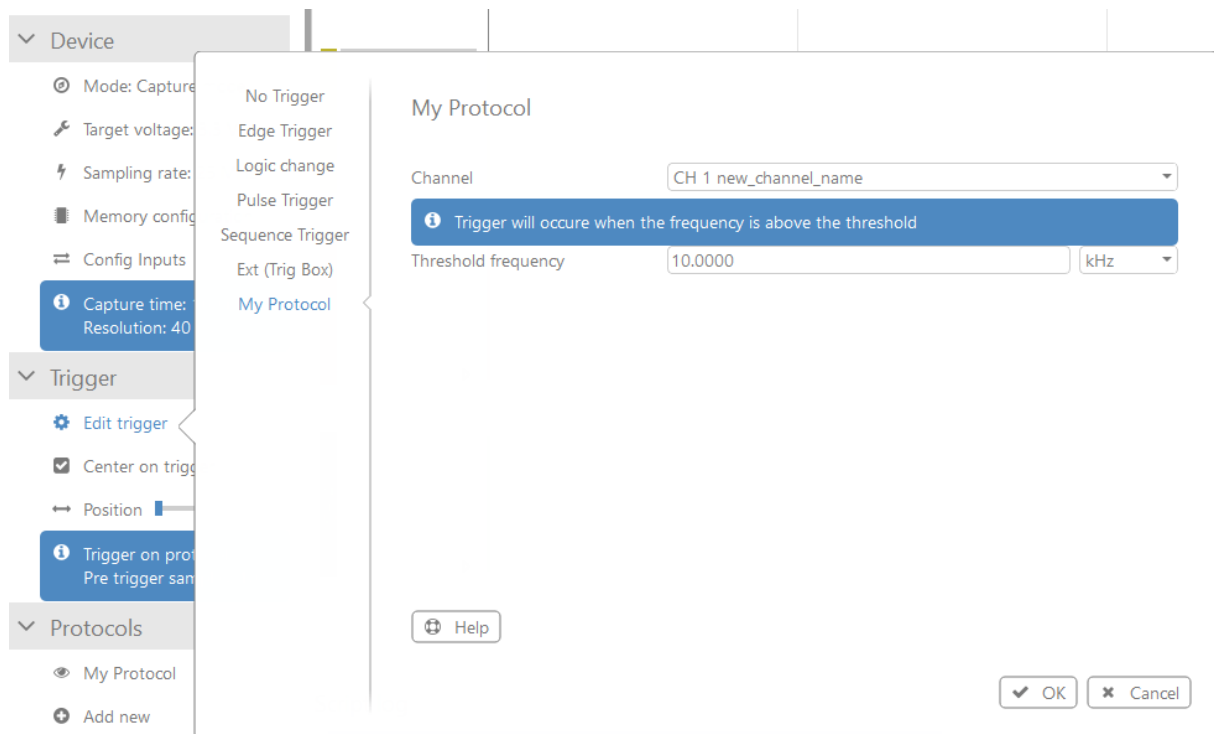 Device
Mode: Capture
Target voltage:
Sampling rate:
Memory config
Config Inputs
Capture time:
Resolution: 40
Trigger
Edit trigger
Center on trigg
Position
Trigger on prot
Pre trigger sam
Protocols
My Protocol
Add new
No Trigger
Edge Trigger
Logic change
Pulse Trigger
Sequence Trigger
Ext (Trig Box)
My Protocol
My Protocol
Channel CH 1 new_channel_name
Trigger will occure when the frequency is above the threshold
Threshold frequency 10.0000 kHz
Help
OK Cancel